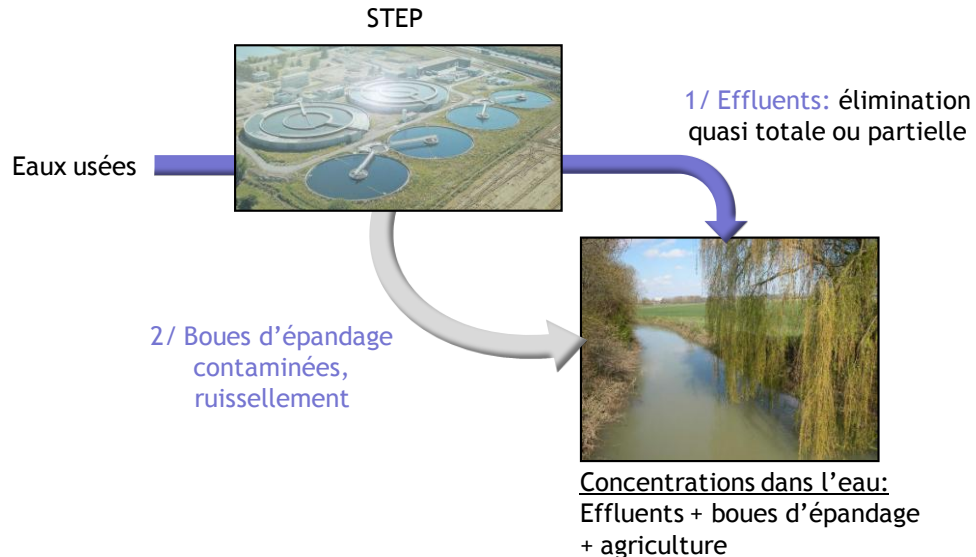 STEP
Eaux usées
1/ Effluents: élimination
quasi totale ou partielle
2/ Boues d’épandage
contaminées,
ruissellement
Concentrations dans l’eau:
Effluents + boues d’épandage
+ agriculture